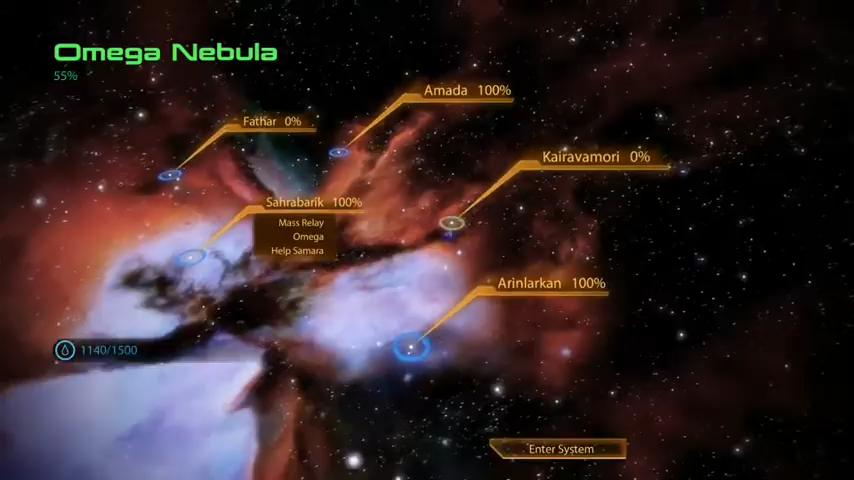 Omega Nebula
55%
Amada 100%
Fathar 0%
Kairavamori 0%
Sahrabarik 100%
Mass Relay
Omega
Help Samara
Arinlarkan 100%
1140/1500
Enter System